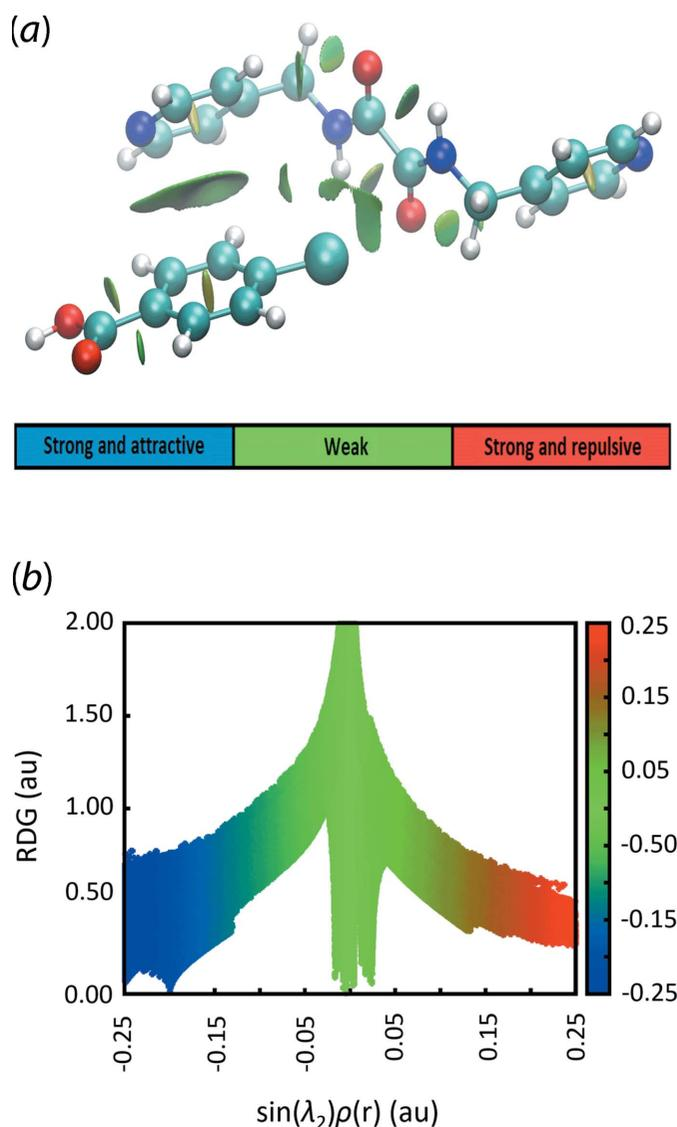 (a)
Strong and attractive
Weak
Strong and repulsive
(b)
2.00
1.50
1.00
0.50
0.00
RDG (au)
-0.25
-0.15
-0.05
0.05
0.15
0.25
sin(λ₂)ρ(r) (au)
0.25
0.15
0.05
-0.50
-0.15
-0.25